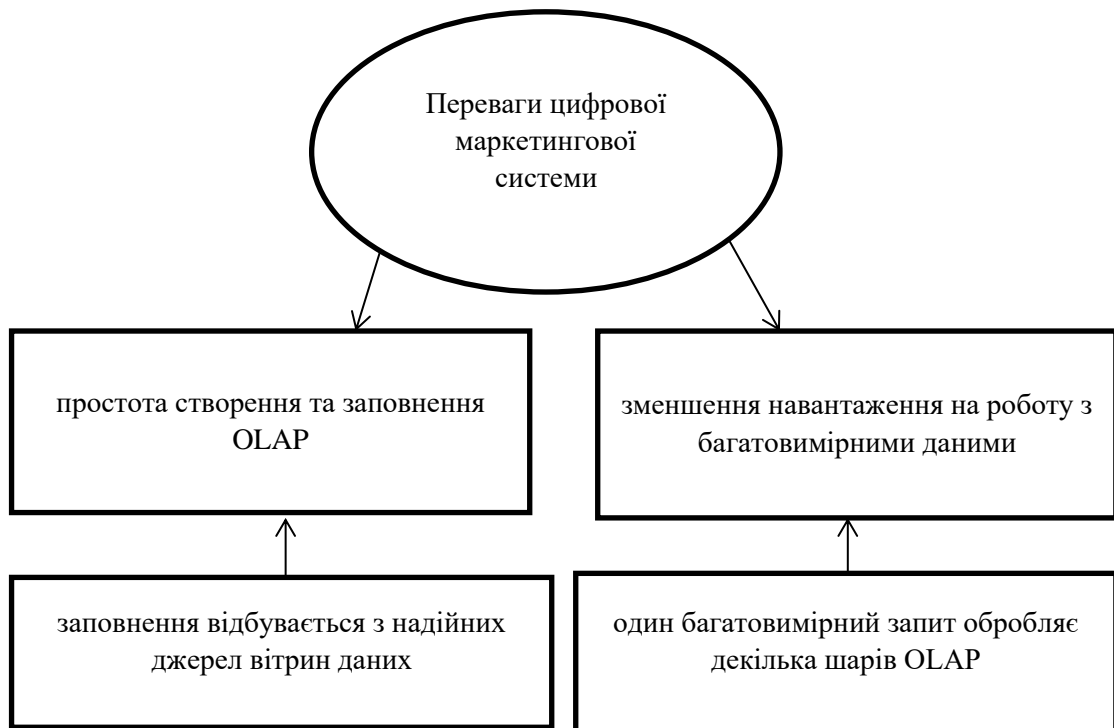 Переваги цифрової
маркетингової
системи
простота створення та заповнення
OLAP
зменшення навантаження на роботу з
багатовимірними даними
заповнення відбувається з надійних
джерел вітрин даних
один багатовимірний запит обробляє
декілька шарів OLAP